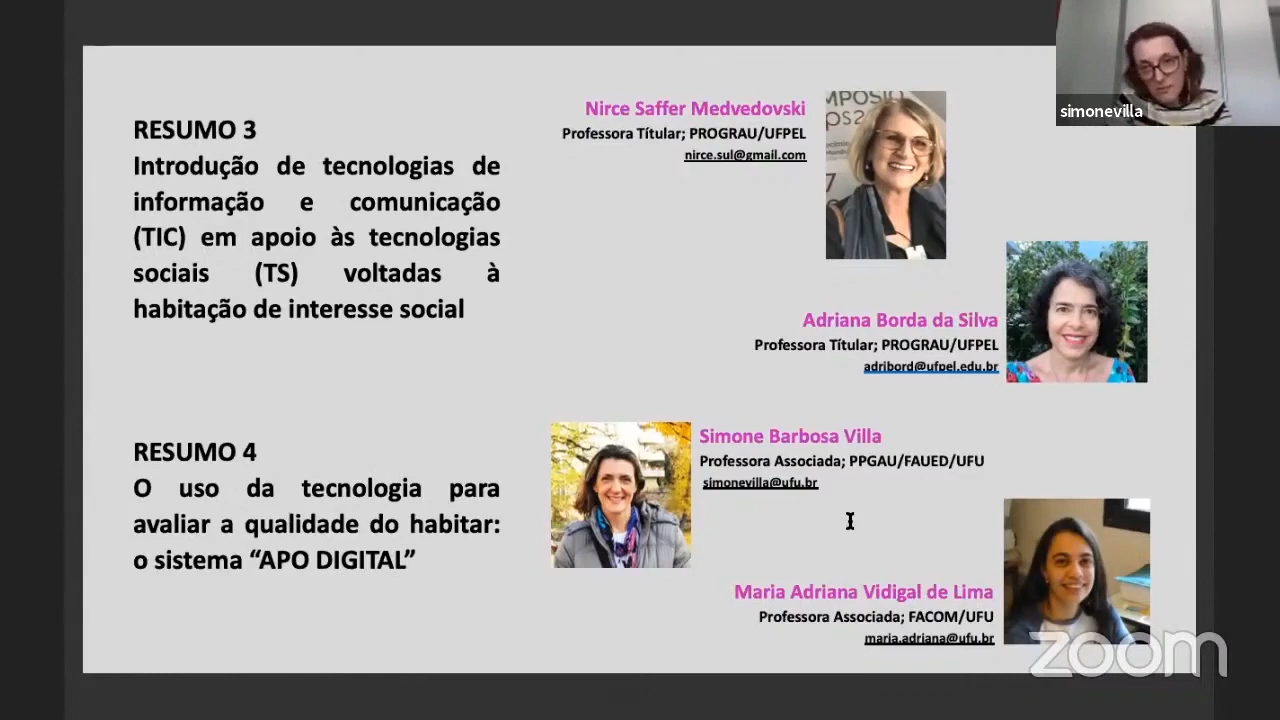 RESUMO 3
Introdução de tecnologias de
informação e comunicação
(TIC) em apoio às tecnologias
sociais (TS) voltadas à
habitação de interesse social
Nirce Saffer Medvedovski
Professora Títular; PROGRAU/UFPEL
nirce.sul@gmail.com
simonevilla
Adriana Borda da Silva
Professora Títular; PROGRAU/UFPEL
adribord@ufpel.edu.br
RESUMO 4
O uso da tecnologia para
avaliar a qualidade do habitar:
o sistema “APO DIGITAL”
Simone Barbosa Villa
Professora Associada; PPGAU/FAUED/UFU
simonevilla@ufu.br
Maria Adriana Vidigal de Lima
Professora Associada; FACOM/UFU
maria.adriana@ufu.br
zoom